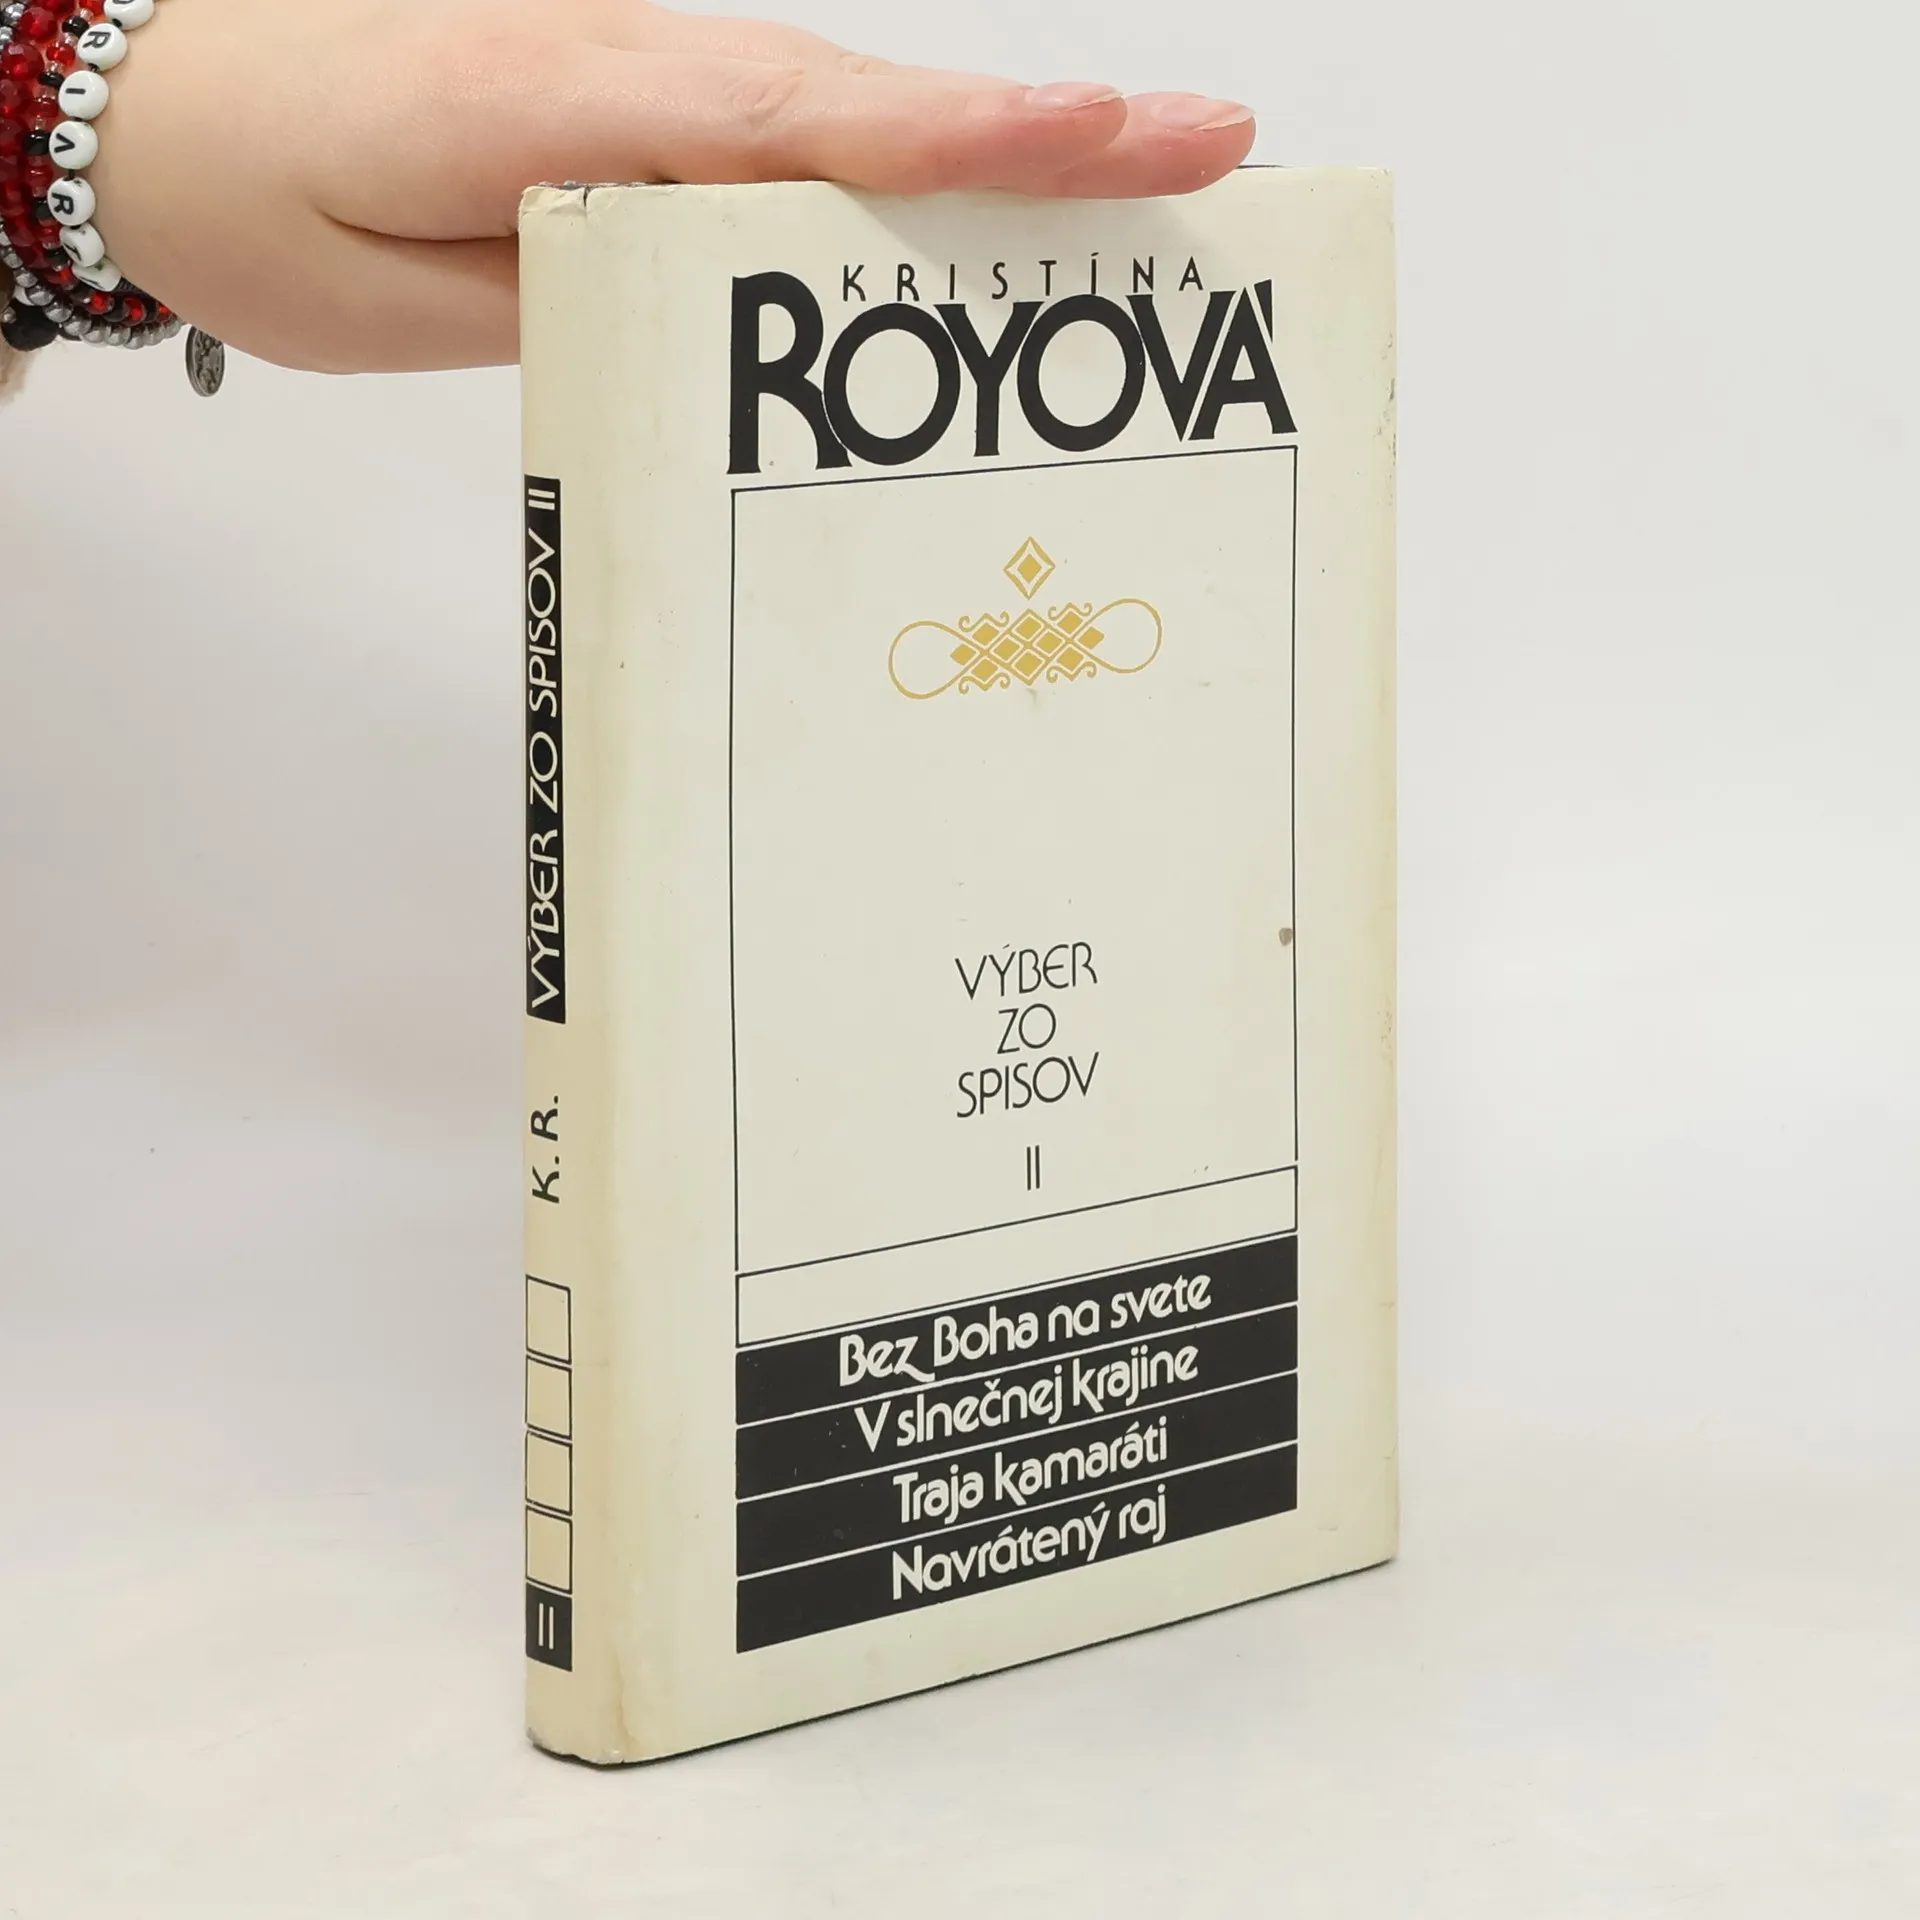 KRISTÍNA
ROYOVÁ
VÝBER
ZO
SPISOV
II
Bez Boha na svete
V slnečnej krajine
Traja kamaráti
Navrátený raj
VÝBER ZO SPISOV II
K. R.
II